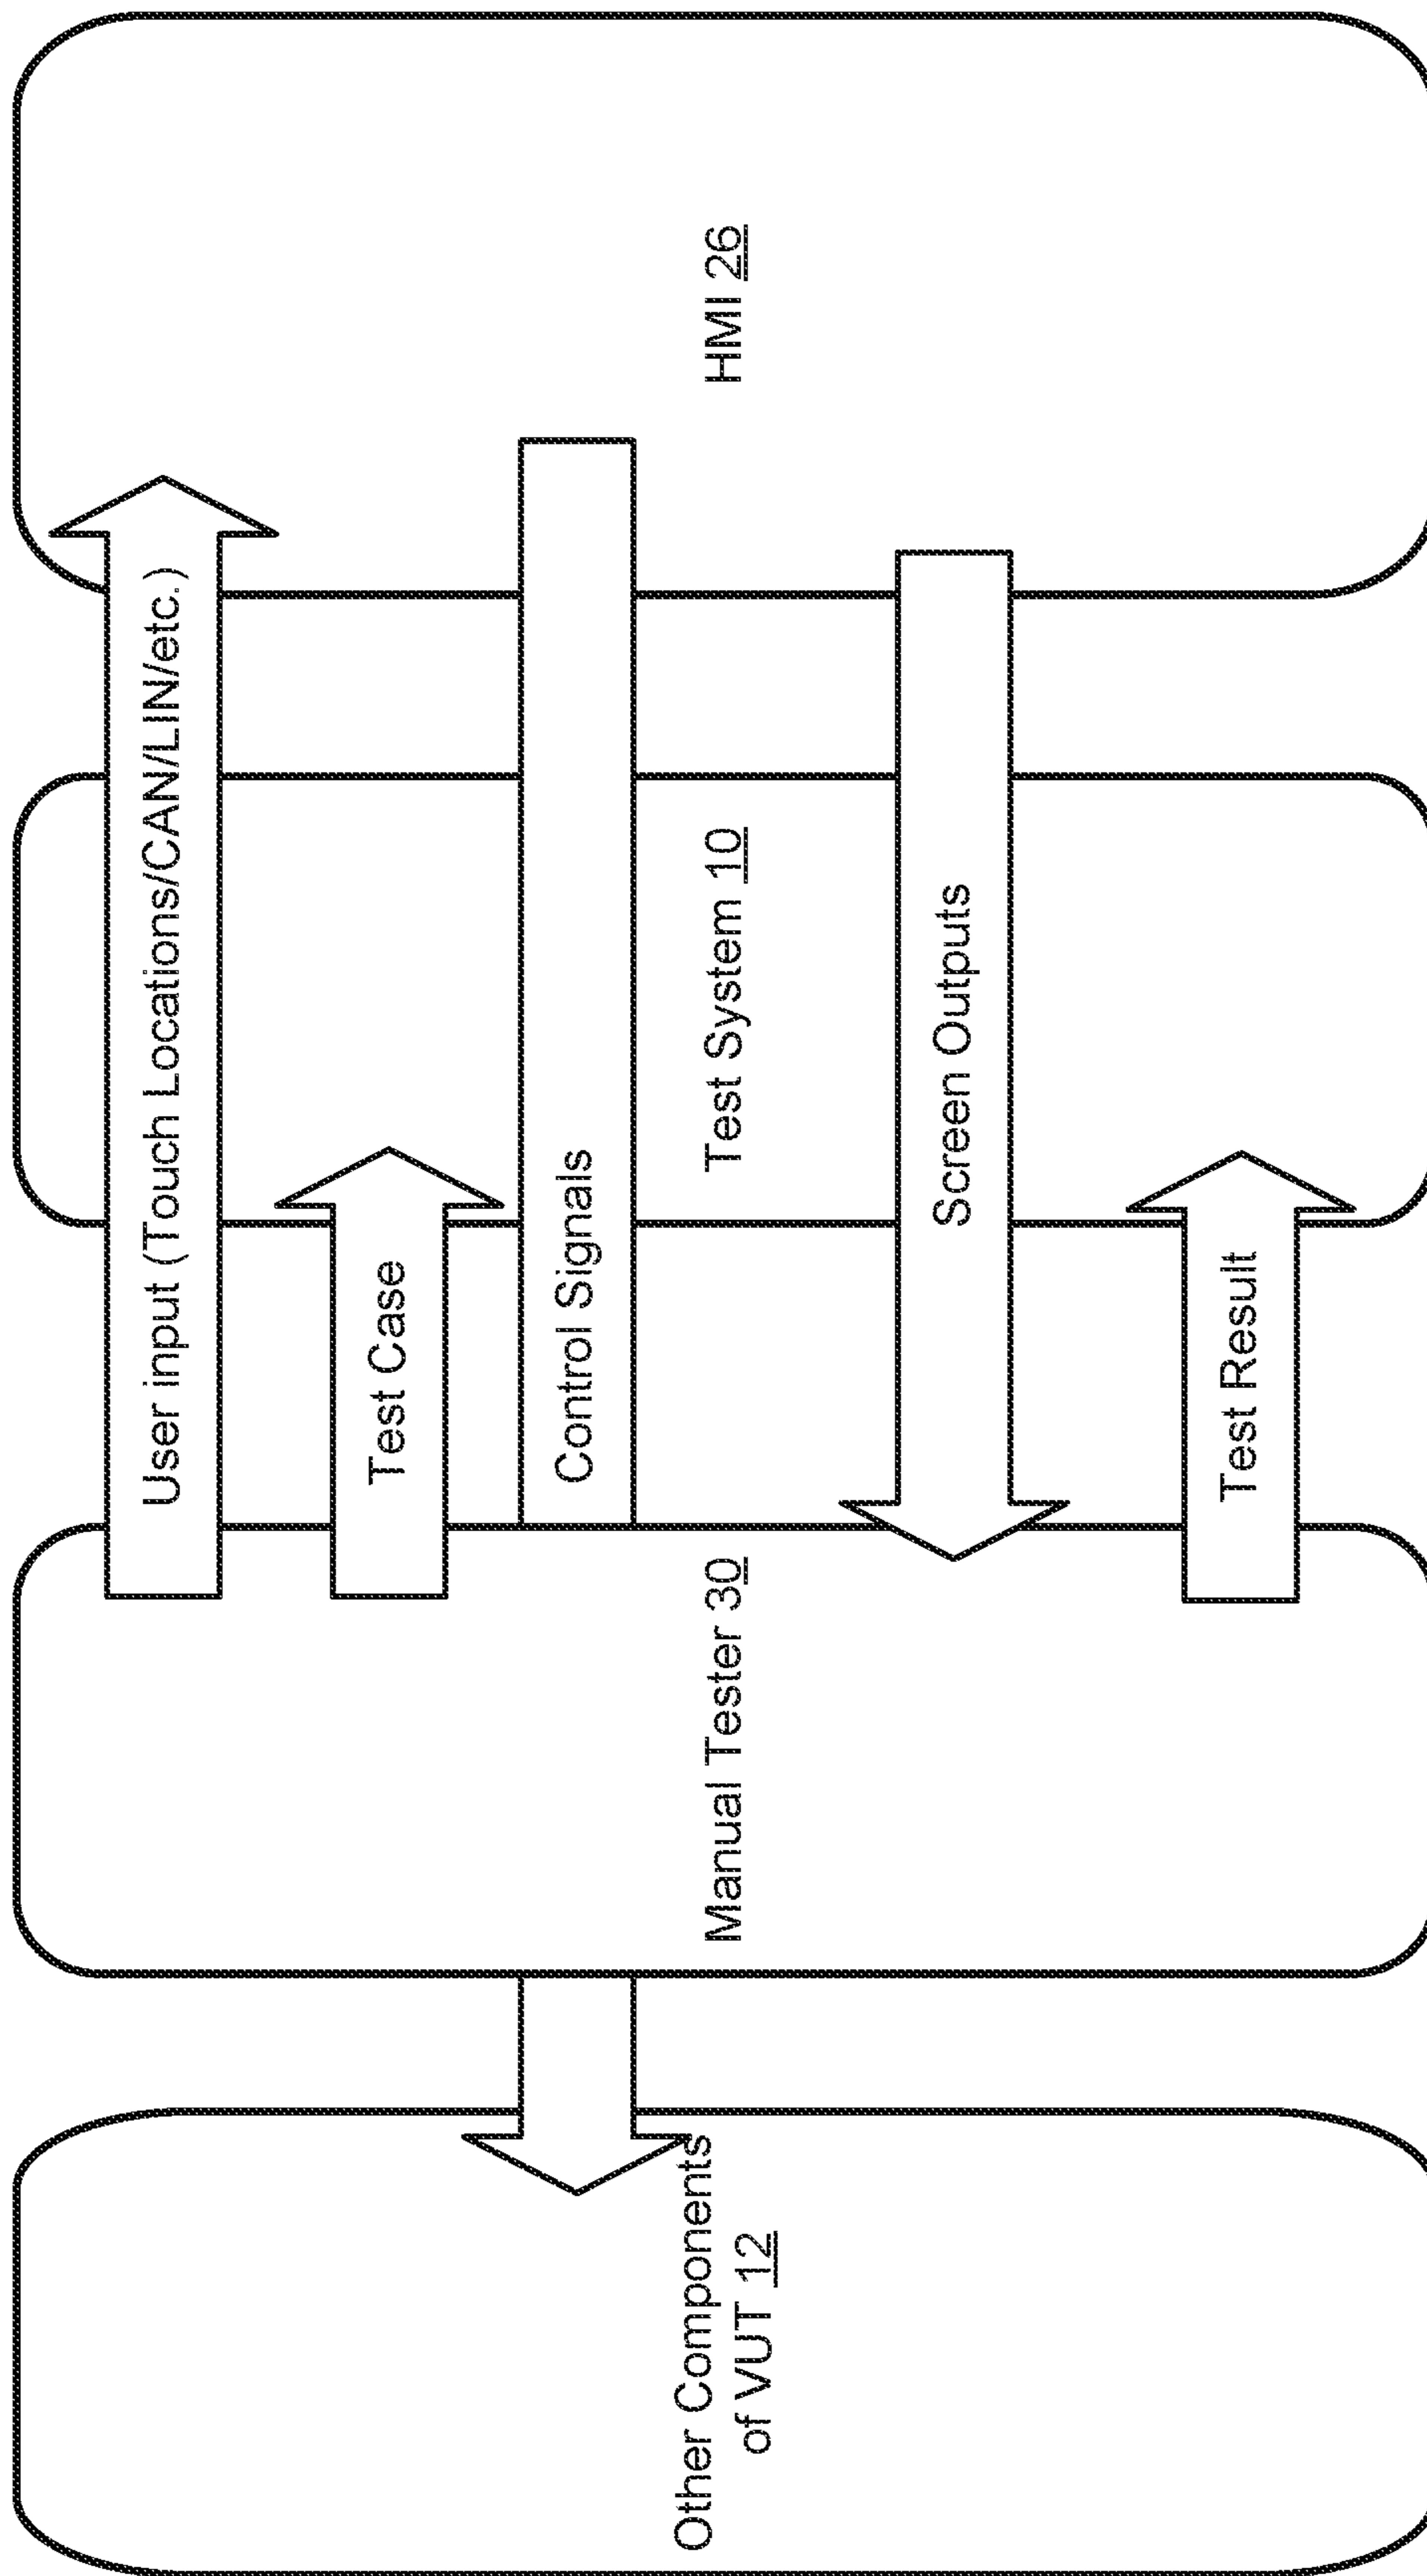 User input (Touch Locations/CAN/LIN/etc.)
Test Case
Control Signals
Other Components
of VUT 12
Manual Tester 30
Test System 10
HMI 26
Screen Outputs
Test Result